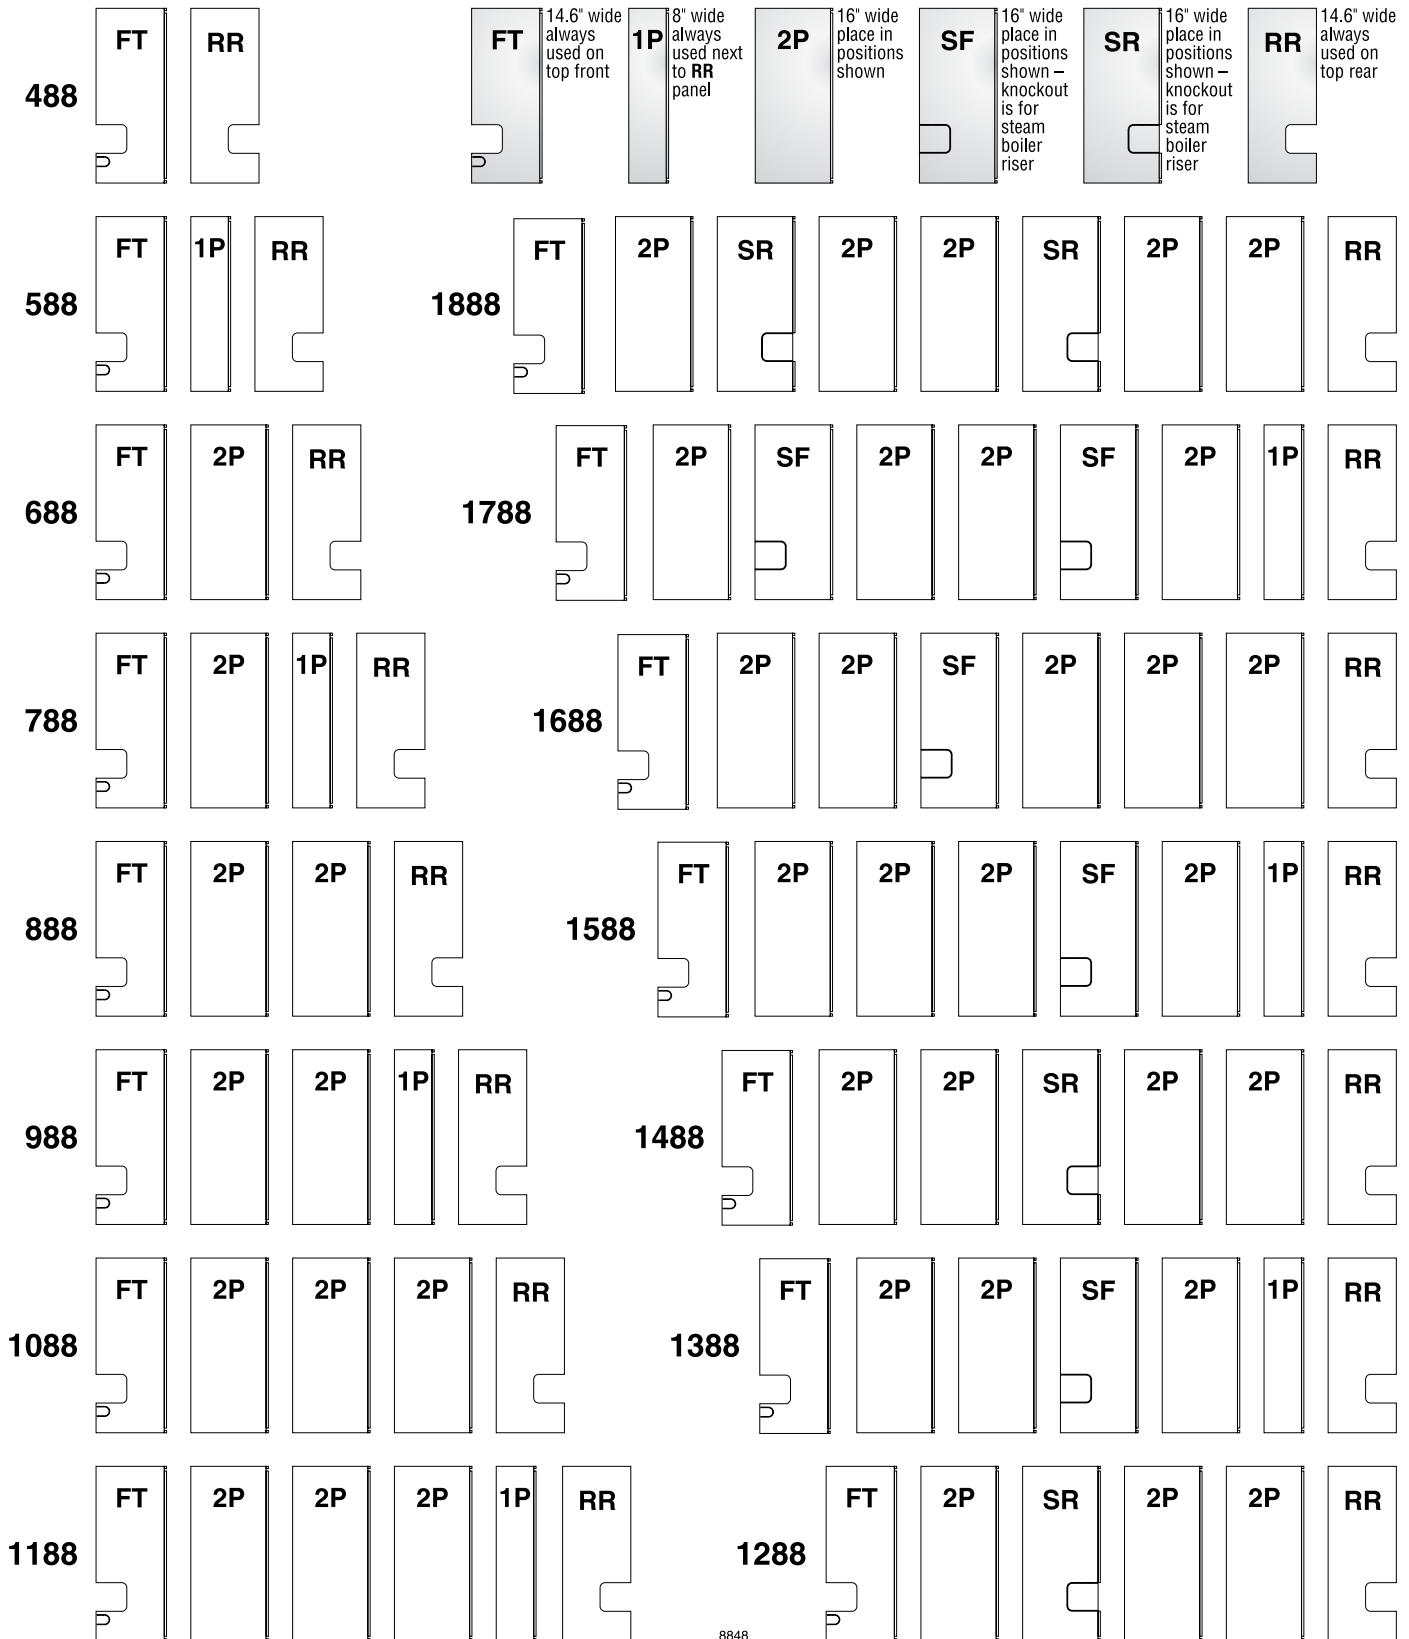 FT RR
488
FT
14.6" wide
always
used on
top front
1P
8" wide
always
used next
to RR
panel
2P
16" wide
place in
positions
shown
SF
16" wide
place in
positions
shown –
knockout
is for
steam
boiler
riser
SR
16" wide
place in
positions
shown –
knockout
is for
steam
boiler
riser
RR
14.6" wide
always
used on
top rear
588
FT 1P RR
1888
FT 2P SR 2P 2P SR 2P 2P RR
688
FT 2P RR
1788
FT 2P SF 2P 2P SF 2P 1P RR
788
FT 2P 1P RR
1688
FT 2P 2P SF 2P 2P 2P RR
888
FT 2P 2P RR
1588
FT 2P 2P 2P SF 2P 1P RR
988
FT 2P 2P 1P RR
1488
FT 2P 2P SR 2P 2P RR
1088
FT 2P 2P 2P RR
1388
FT 2P 2P SF 2P 1P RR
1188
FT 2P 2P 2P 1P RR
1288
FT 2P SR 2P 2P RR
8848